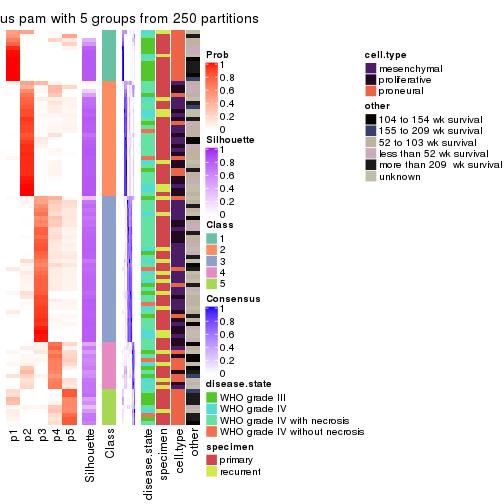 us pam with 5 groups from 250 partitions
Prob
1
0.8
0.6
0.4
0.2
0
Silhouette
1
0.8
0.6
0.4
0.2
0
Class
1
2
3
4
5
Consensus
1
0.8
0.6
0.4
0.2
0
disease.state
WHO grade III
WHO grade IV
WHO grade IV with necrosis
WHO grade IV without necrosis
specimen
primary
recurrent
cell.type
mesenchymal
proliferative
proneural
other
104 to 154 wk survival
155 to 209 wk survival
52 to 103 wk survival
less than 52 wk survival
more than 209  wk survival
unknown
p1
p2
p3
p4
p5
Silhouette
Class
disease.state
specimen
cell.type
other